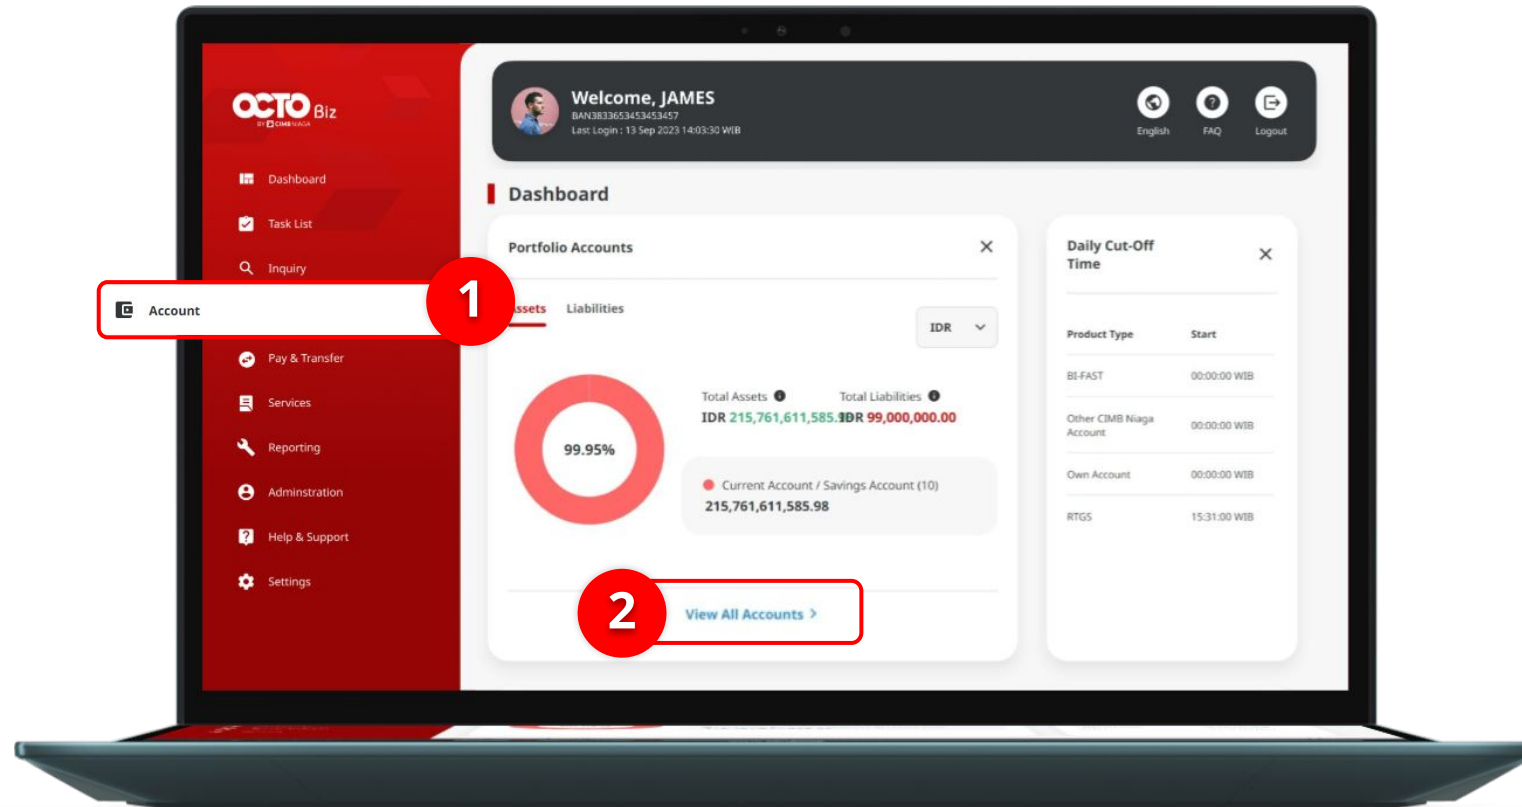 OCTO Biz
BY CIMB NIAGA
Welcome, JAMES
BAN3833653453453457
Last Login : 13 Sep 2023 14:03:30 WIB
English
FAQ
Logout
Dashboard
Task List
Inquiry
Account
1
Pay & Transfer
Services
Reporting
Adminstration
Help & Support
Settings
Dashboard
Portfolio Accounts
Assets Liabilities
IDR
99.95%
Total Assets Total Liabilities
IDR 215,761,611,585. IDR 99,000,000.00
Current Account / Savings Account (10)
215,761,611,585.98
2
View All Accounts >
Daily Cut-Off
Time
Product Type Start
BI-FAST 00:00:00 WIB
Other CIMB Niaga
Account 00:00:00 WIB
Own Account 00:00:00 WIB
RTGS 15:31:00 WIB